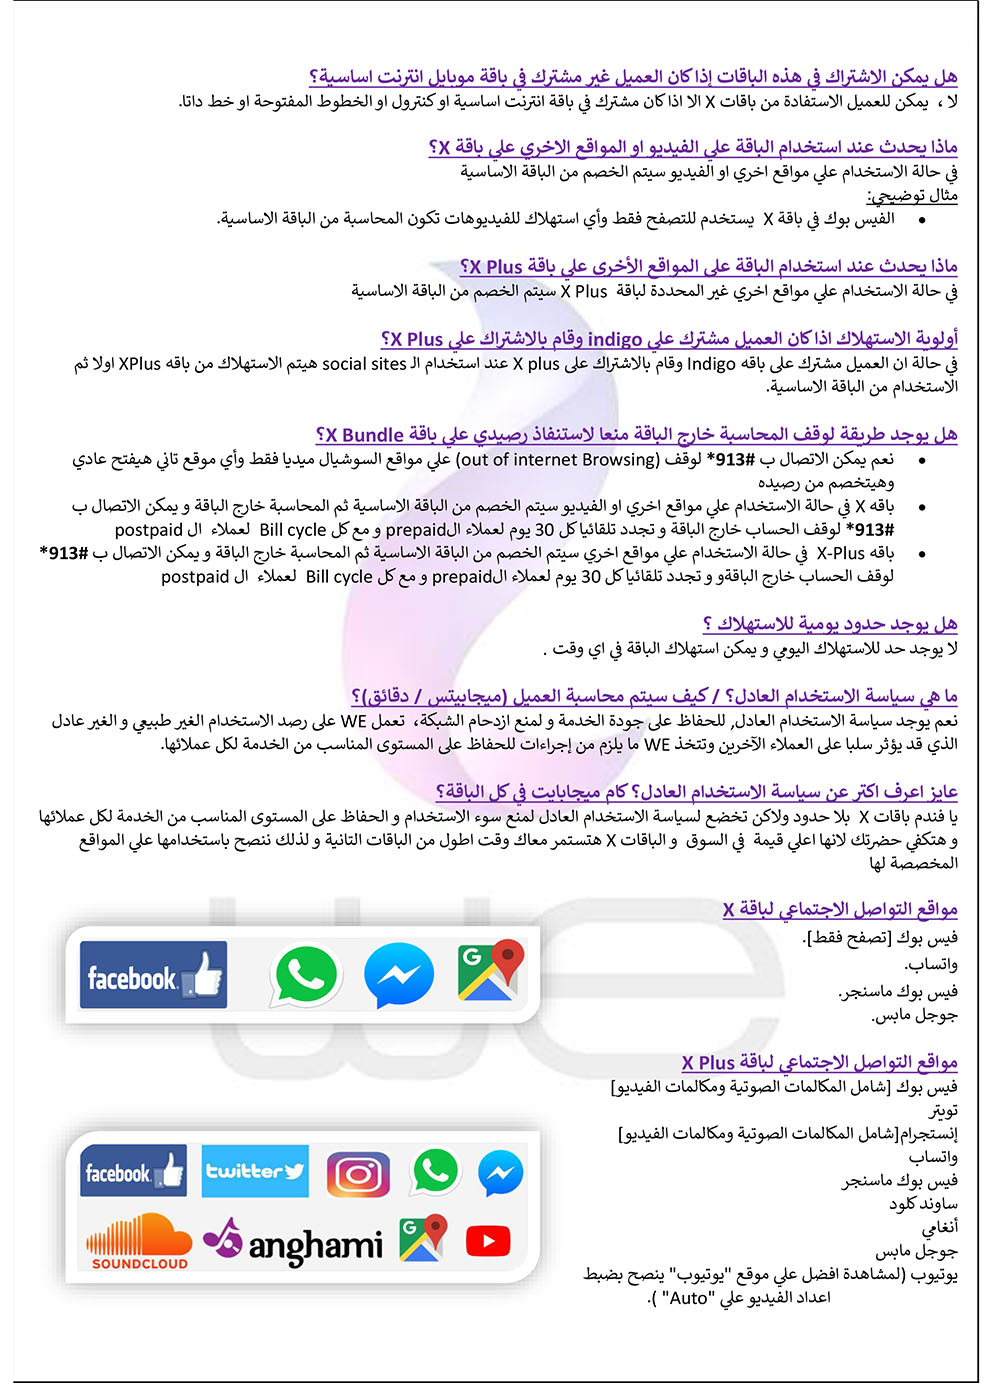 هل يمكن الاشتراك في هذه الباقات إذا كان العميل غير مشترك في باقة موبايل انترنت اساسية؟
لا ، يمكن للعميل الاستفادة من باقات X الا اذا كان مشترك في باقة انترنت اساسية او كنترول او الخطوط المفتوحة او خط داتا.
ماذا يحدث عند استخدام الباقة علي الفيديو او المواقع الاخري علي باقة X؟
في حالة الاستخدام علي مواقع اخري او الفيديو سيتم الخصم من الباقة الاساسية
مثال توضيحي:
• الفيس بوك في باقة X يستخدم للتصفح فقط وأي استهلاك للفيديوهات تكون المحاسبة من الباقة الاساسية.
ماذا يحدث عند استخدام الباقة على المواقع الأخرى علي باقة X Plus؟
في حالة الاستخدام علي مواقع اخري غير المحددة لباقة X Plus سيتم الخصم من الباقة الاساسية
أولوية الاستهلاك اذا كان العميل مشترك علي indigo وقام بالاشتراك علي X Plus؟
في حالة ان العميل مشترك على باقه Indigo وقام بالاشتراك على X plus عند استخدام الـ social sites هيتم الاستهلاك من باقه XPlus اولا ثم
الاستخدام من الباقة الاساسية.
هل يوجد طريقة لوقف المحاسبة خارج الباقة منعا لاستنفاذ رصيدي علي باقة X Bundle؟
• نعم يمكن الاتصال ب #913* لوقف (out of internet Browsing) علي مواقع السوشيال ميديا فقط وأي موقع تاني هيفتح عادي
وهيتخصم من رصيده
• باقه X في حالة الاستخدام علي مواقع اخري او الفيديو سيتم الخصم من الباقة الاساسية ثم المحاسبة خارج الباقة و يمكن الاتصال ب
#913* لوقف الحساب خارج الباقة و تجدد تلقائيا كل 30 يوم لعملاء الprepaid و مع كل Bill cycle لعملاء ال postpaid
• باقه X-Plus في حالة الاستخدام علي مواقع اخري سيتم الخصم من الباقة الاساسية ثم المحاسبة خارج الباقة و يمكن الاتصال ب #913*
لوقف الحساب خارج الباقةو و تجدد تلقائيا كل 30 يوم لعملاء الprepaid و مع كل Bill cycle لعملاء ال postpaid
هل يوجد حدود يومية للاستهلاك ؟
لا يوجد حد للاستهلاك اليومي و يمكن استهلاك الباقة في اي وقت .
ما هي سياسة الاستخدام العادل؟ / كيف سيتم محاسبة العميل (ميجابيتس / دقائق)؟
نعم يوجد سياسة الاستخدام العادل, للحفاظ على جودة الخدمة و لمنع ازدحام الشبكة، تعمل WE على رصد الاستخدام الغير طبيعي و الغير عادل
الذي قد يؤثر سلبا على العملاء الآخرين وتتخذ WE ما يلزم من إجراءات للحفاظ على المستوى المناسب من الخدمة لكل عملائها.
عايز اعرف اكتر عن سياسة الاستخدام العادل؟ كام ميجابايت في كل الباقة؟
يا فندم باقات X بلا حدود ولاكن تخضع لسياسة الاستخدام العادل لمنع سوء الاستخدام و الحفاظ على المستوى المناسب من الخدمة لكل عملائها
و هتكفي حضرتك لانها اعلي قيمة في السوق و الباقات X هتستمر معاك وقت اطول من الباقات التانية و لذلك ننصح باستخدامها علي المواقع
المخصصة لها
مواقع التواصل الاجتماعي لباقة X
فيس بوك [تصفح فقط].
واتساب.
فيس بوك ماسنجر.
جوجل مابس.
facebook.
G
we
مواقع التواصل الاجتماعي لباقة X Plus
فيس بوك [شامل المكالمات الصوتية ومكالمات الفيديو]
تويتر
إنستجرام[شامل المكالمات الصوتية ومكالمات الفيديو]
واتساب
فيس بوك ماسنجر
ساوند كلود
أنغامي
جوجل مابس
يوتيوب (لمشاهدة افضل علي موقع "يوتيوب" ينصح بضبط
اعداد الفيديو علي "Auto" ).
facebook.
twitter
SOUNDCLOUD
anghami
G